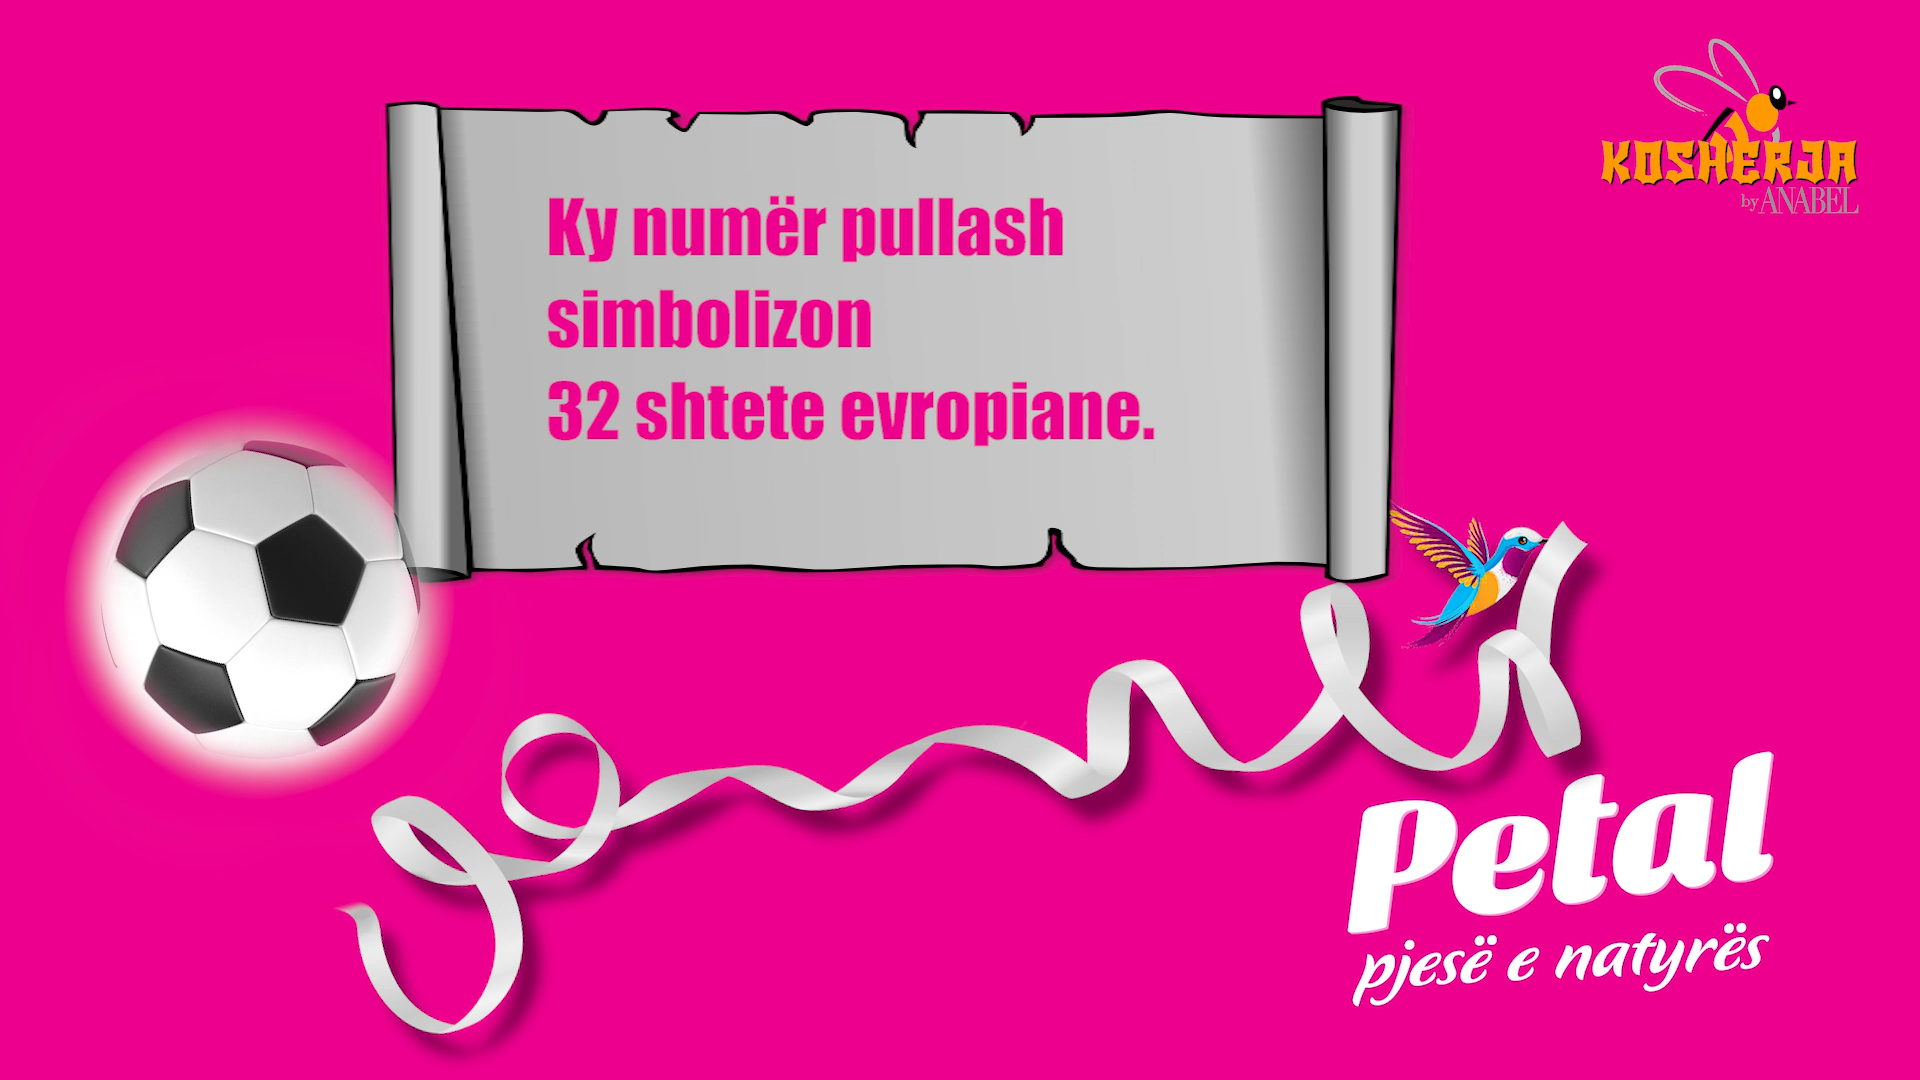 KOSHERJA
by ANABEL
Ky numër pullash
simbolizon
32 shtete evropiane.
Petal
pjesë e natyrës